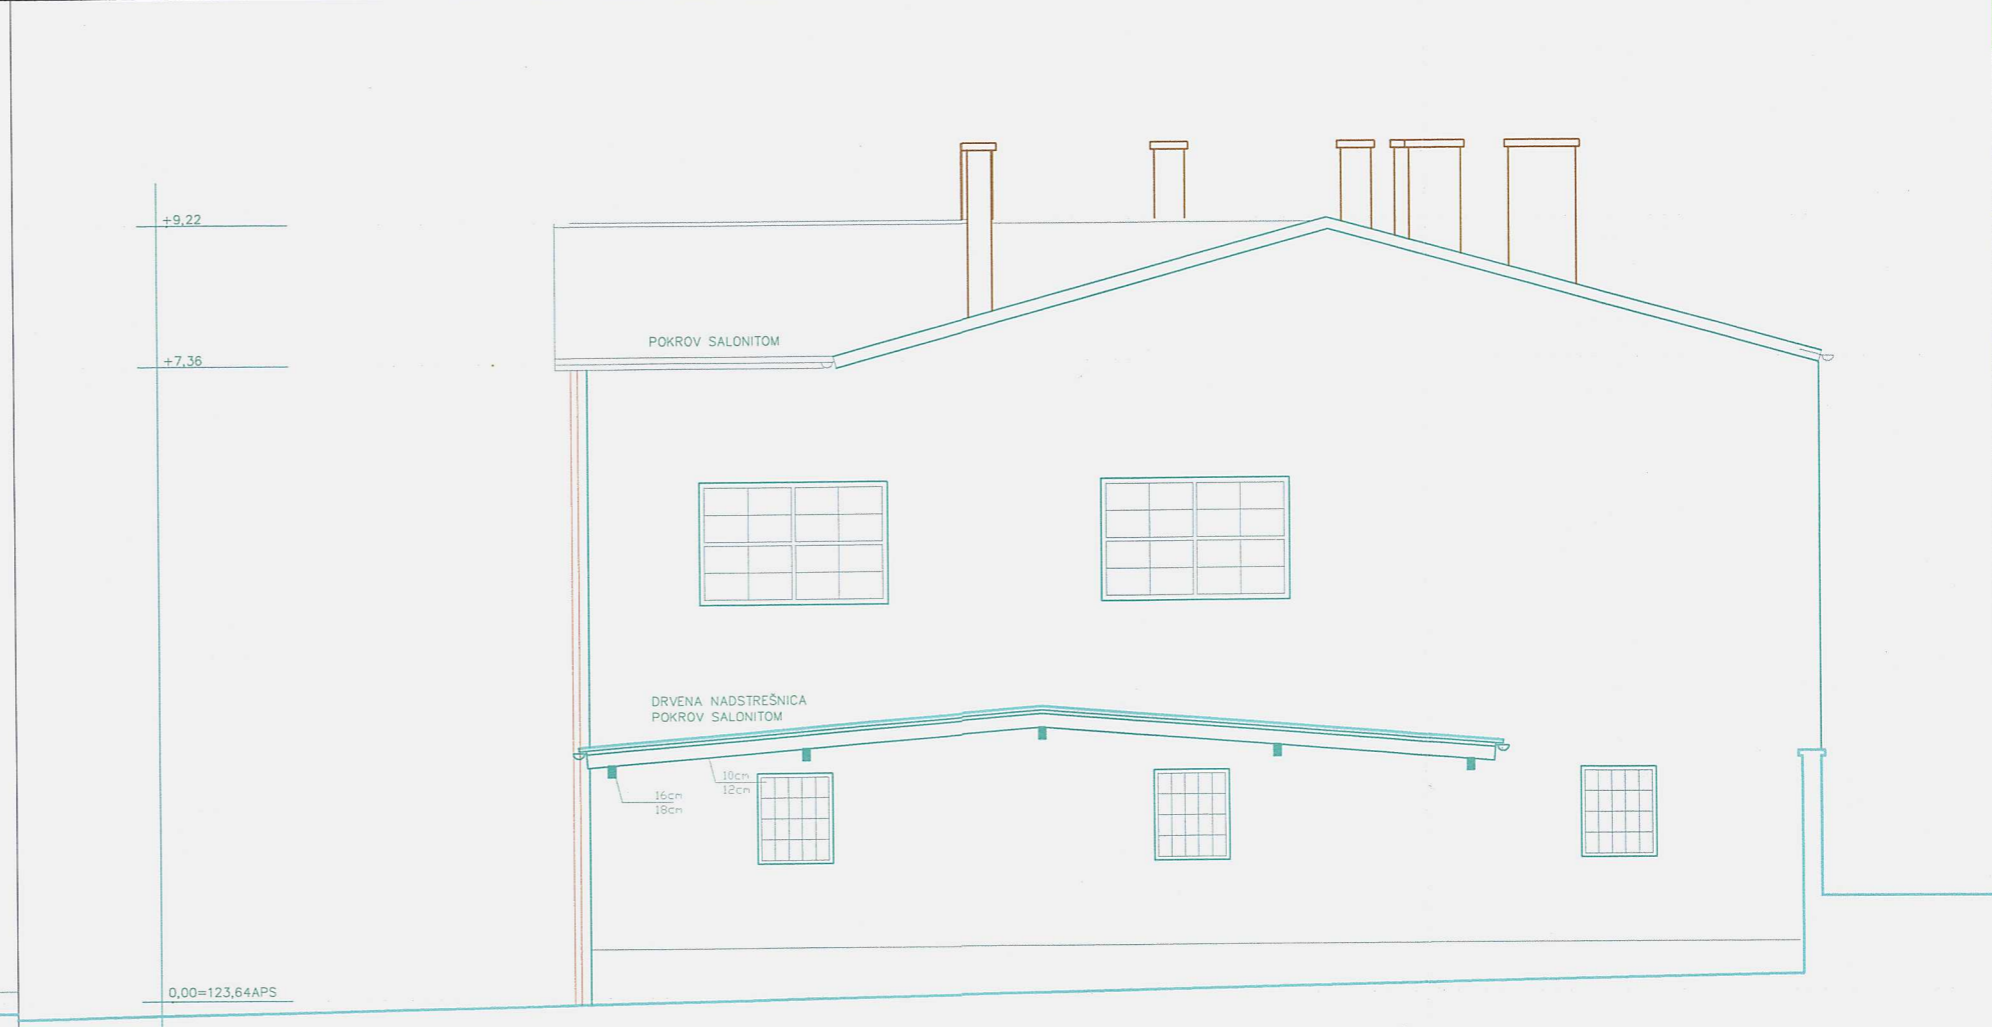 +9,22
POKROV SALONITOM
+7,36
DRVENA NADSTREŠNICA
POKROV SALONITOM
10cm
12cm
16cm
18cm
0,00=123,64APS